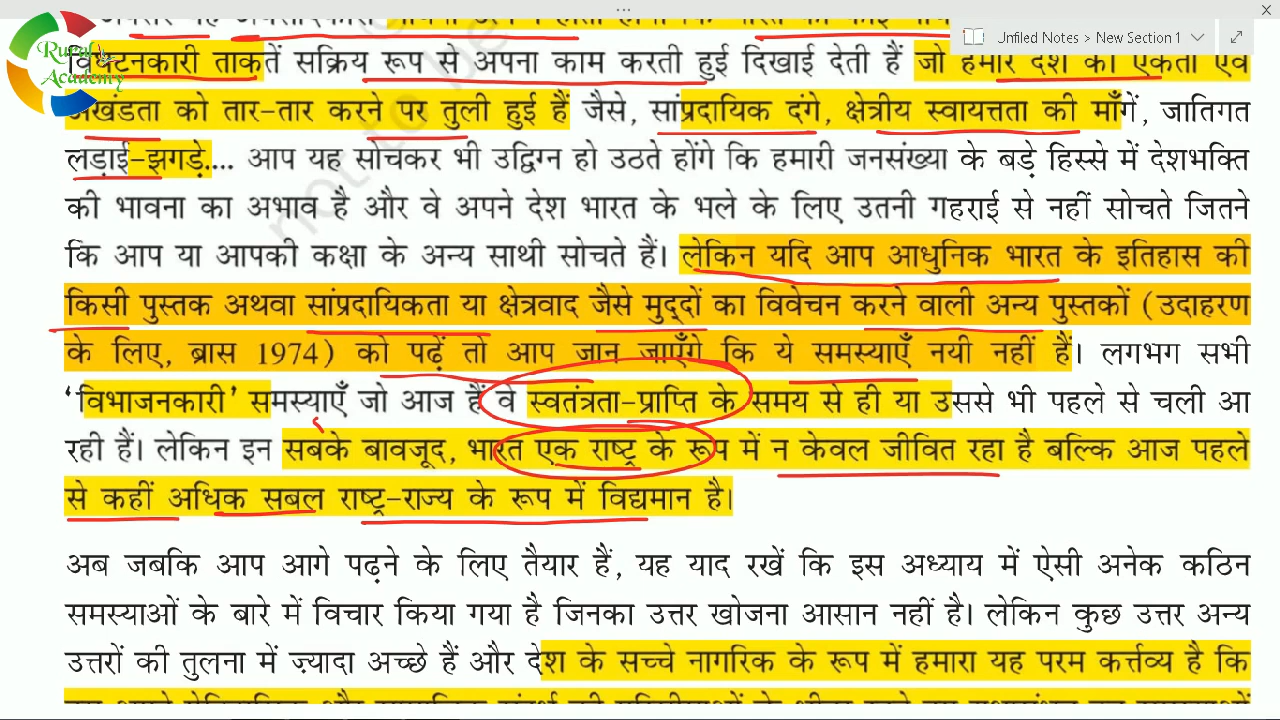 Rural Academy
Unfiled Notes > New Section 1
विघटनकारी ताकतें सक्रिय रूप से अपना काम करती हुई दिखाई देती हैं जो हमारे देश की एकता एवं
अखंडता को तार-तार करने पर तुली हुई हैं जैसे, सांप्रदायिक दंगे, क्षेत्रीय स्वायत्तता की माँगें, जातिगत
लड़ाई-झगड़े.... आप यह सोचकर भी उद्विग्न हो उठते होंगे कि हमारी जनसंख्या के बड़े हिस्से में देशभक्ति
की भावना का अभाव है और वे अपने देश भारत के भले के लिए उतनी गहराई से नहीं सोचते जितने
कि आप या आपकी कक्षा के अन्य साथी सोचते हैं। लेकिन यदि आप आधुनिक भारत के इतिहास की
किसी पुस्तक अथवा सांप्रदायिकता या क्षेत्रवाद जैसे मुद्दों का विवेचन करने वाली अन्य पुस्तकों (उदाहरण
के लिए, ब्रास 1974) को पढ़ें तो आप जान जाएँगे कि ये समस्याएँ नयी नहीं हैं। लगभग सभी
‘विभाजनकारी’ समस्याएँ जो आज हैं वे स्वतंत्रता-प्राप्ति के समय से ही या उससे भी पहले से चली आ
रही हैं। लेकिन इन सबके बावजूद, भारत एक राष्ट्र के रूप में न केवल जीवित रहा है बल्कि आज पहले
से कहीं अधिक सबल राष्ट्र-राज्य के रूप में विद्यमान है।
अब जबकि आप आगे पढ़ने के लिए तैयार हैं, यह याद रखें कि इस अध्याय में ऐसी अनेक कठिन
समस्याओं के बारे में विचार किया गया है जिनका उत्तर खोजना आसान नहीं है। लेकिन कुछ उत्तर अन्य
उत्तरों की तुलना में ज़्यादा अच्छे हैं और देश के सच्चे नागरिक के रूप में हमारा यह परम कर्त्तव्य है कि